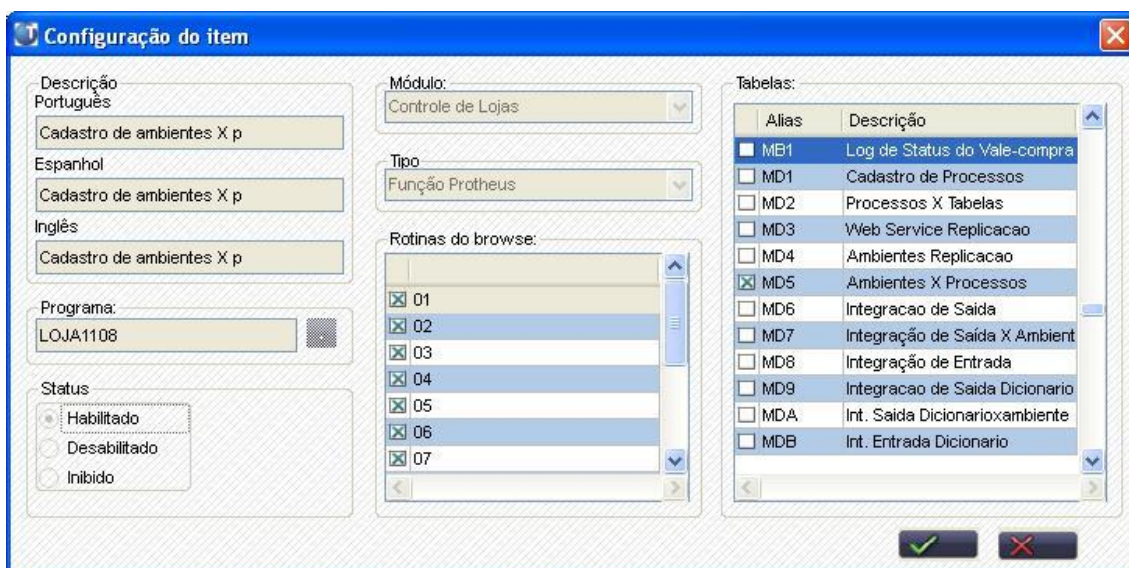 Configuração do item
Descrição
Português
Cadastro de ambientes X p
Espanhol
Cadastro de ambientes X p
Inglês
Cadastro de ambientes X p
Programa:
LOJA1108
Status
Habilitado
Desabilitado
Inibido
Módulo:
Controle de Lojas
Tipo
Função Protheus
Rotinas do browse:
01
02
03
04
05
06
07
Tabelas:
Alias Descrição
MB1 Log de Status do Vale-compra
MD1 Cadastro de Processos
MD2 Processos X Tabelas
MD3 Web Service Replicacao
MD4 Ambientes Replicacao
MD5 Ambientes X Processos
MD6 Integracao de Saida
MD7 Integração de Saída X Ambient
MD8 Integração de Entrada
MD9 Integracao de Saida Dicionario
MDA Int. Saida Dicionarioxambiente
MDB Int. Entrada Dicionario